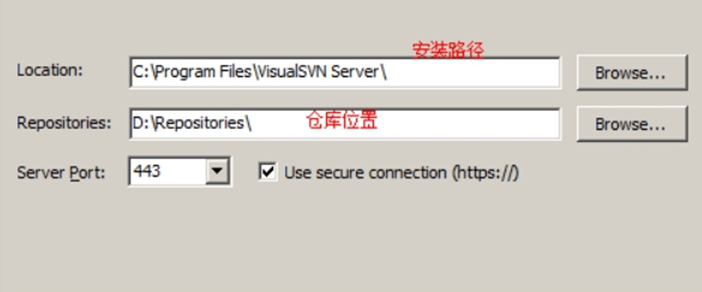 安装路径
Location: C:\Program Files\VisualSVN Server\ Browse...
Repositories: D:\Repositories\ 仓库位置 Browse...
Server Port: 443 Use secure connection (https://)